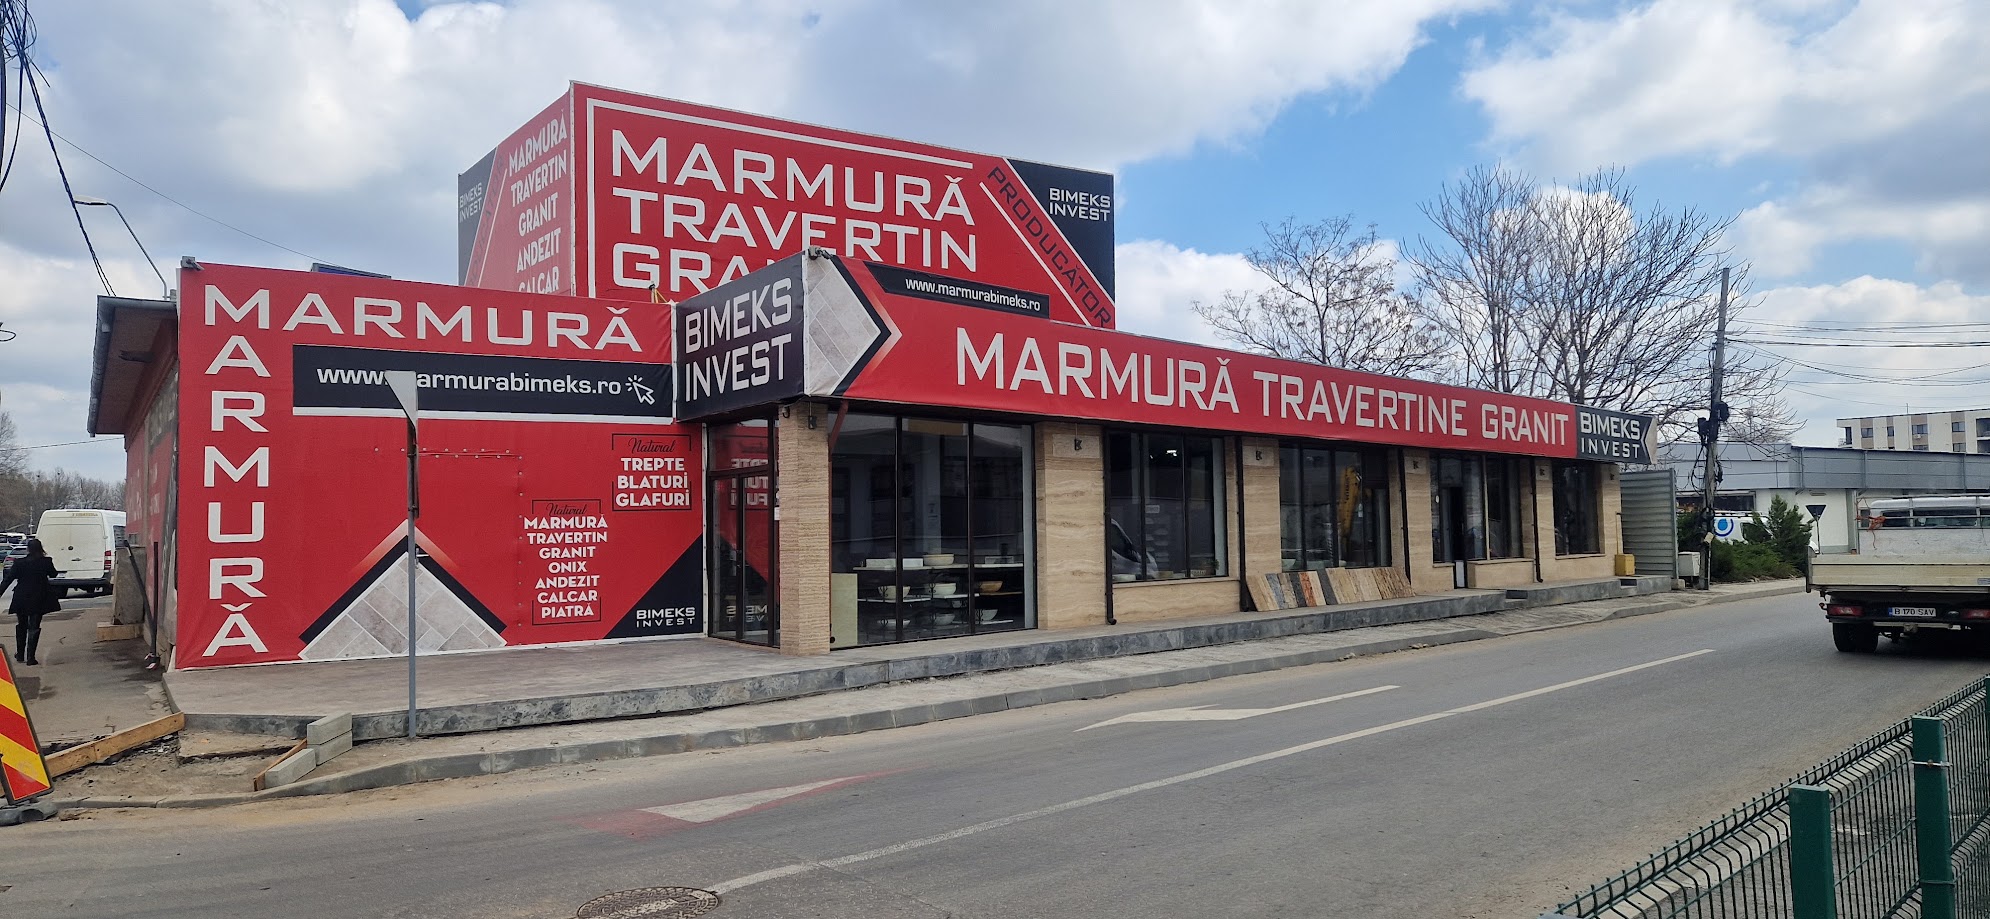 BIMEKS
INVEST
MARMURĂ
TRAVERTIN
GRANIT
ANDEZIT
CALCAR
MARMURĂ
TRAVERTIN
PRODUCĂTOR
BIMEKS
INVEST
MARMURĂ
MARMURĂ
www.marmurabimeks.ro
Natural
TREPTE
BLATURI
GLAFURI
Natural
MARMURĂ
TRAVERTIN
GRANIT
ONIX
ANDEZIT
CALCAR
PIATRĂ
BIMEKS
INVEST
BIMEKS
INVEST
www.marmurabimeks.ro
MARMURĂ TRAVERTINE GRANIT
BIMEKS
INVEST
B 170 SAV